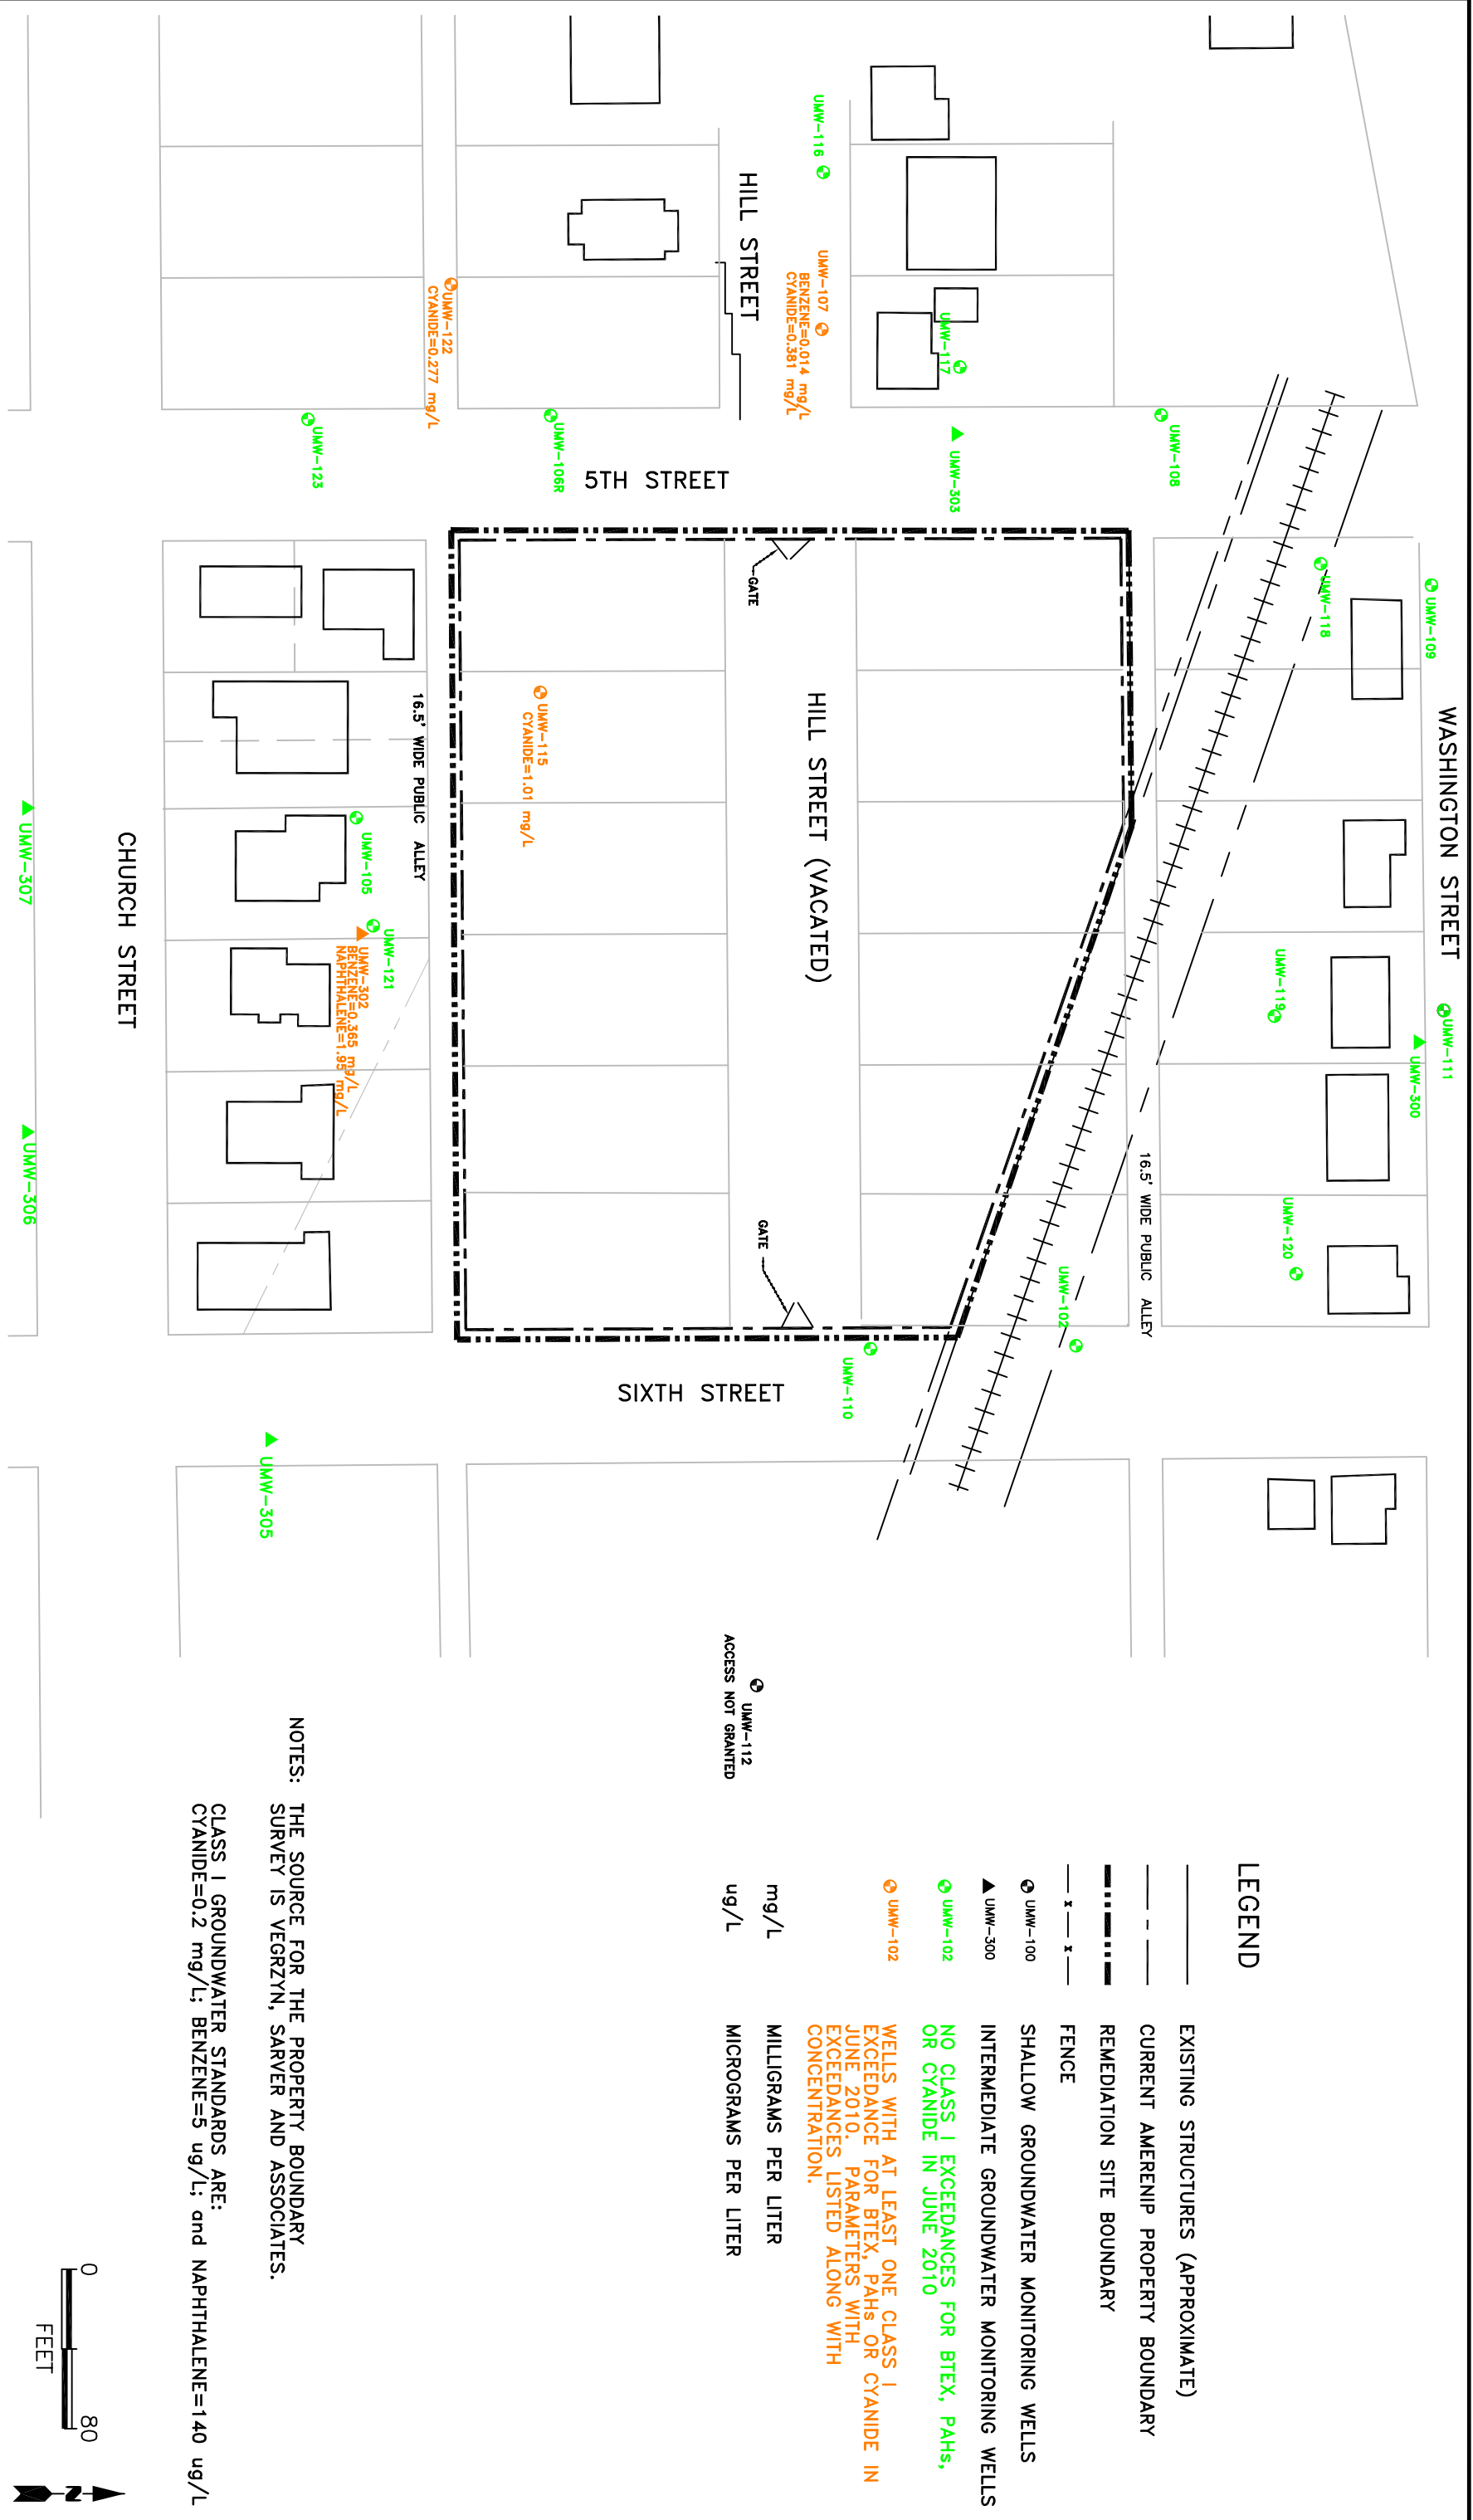 WASHINGTON STREET
UMW-109
UMW-111
UMW-300
UMW-118
UMW-119
UMW-120
UMW-108
16.5' WIDE PUBLIC ALLEY
UMW-102
UMW-117
UMW-303
UMW-116
UMW-107
BENZENE=0.014 mg/L
CYANIDE=0.381 mg/L
HILL STREET
HILL STREET (VACATED)
UMW-110
GATE
GATE
5TH STREET
SIXTH STREET
UMW-106R
UMW-115
CYANIDE=1.01 mg/L
UMW-122
CYANIDE=0.277 mg/L
16.5' WIDE PUBLIC ALLEY
UMW-123
UMW-105
UMW-121
UMW-302
BENZENE=0.365 mg/L
NAPHTHALENE=1.95 mg/L
UMW-305
CHURCH STREET
UMW-307
UMW-306
UMW-112
ACCESS NOT GRANTED
LEGEND
EXISTING STRUCTURES (APPROXIMATE)
CURRENT AMERENIP PROPERTY BOUNDARY
REMEDIATION SITE BOUNDARY
x x FENCE
UMW-100 SHALLOW GROUNDWATER MONITORING WELLS
UMW-300 INTERMEDIATE GROUNDWATER MONITORING WELLS
UMW-102 NO CLASS I EXCEEDANCES FOR BTEX, PAHs,
OR CYANIDE IN JUNE 2010
UMW-102 WELLS WITH AT LEAST ONE CLASS I
EXCEEDANCE FOR BTEX, PAHs OR CYANIDE IN
JUNE 2010. PARAMETERS WITH
EXCEEDANCES LISTED ALONG WITH
CONCENTRATION.
mg/L MILLIGRAMS PER LITER
ug/L MICROGRAMS PER LITER
NOTES: THE SOURCE FOR THE PROPERTY BOUNDARY
SURVEY IS VEGRZYN, SARVER AND ASSOCIATES.
CLASS I GROUNDWATER STANDARDS ARE:
CYANIDE=0.2 mg/L; BENZENE=5 ug/L; and NAPHTHALENE=140 ug/L
0 80
FEET
N